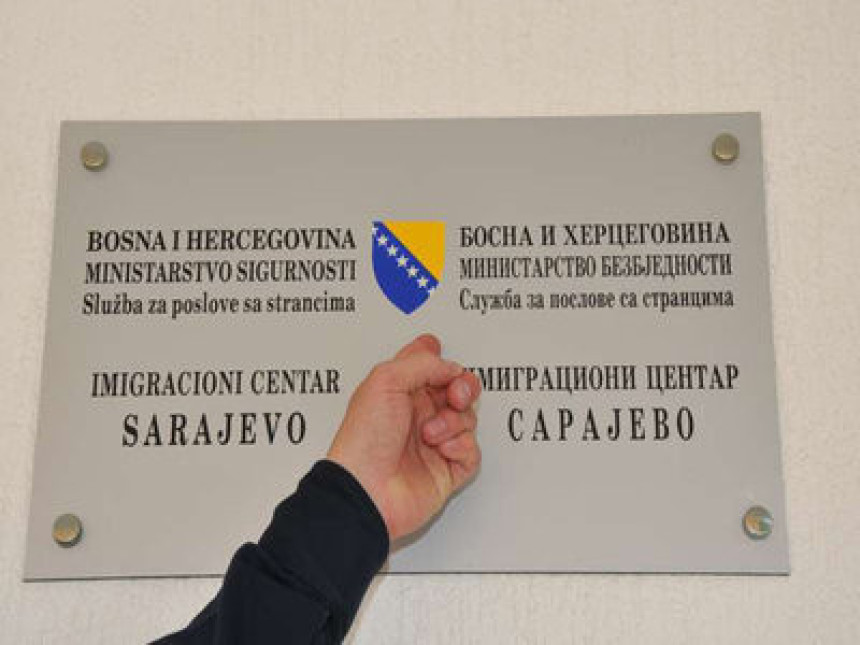 BOSNA I HERCEGOVINA
MINISTARSTVO SIGURNOSTI
Služba za poslove sa strancima
IMIGRACIONI CENTAR
SARAJEVO
БОСНА И ХЕРЦЕГОВИНА
МИНИСТАРСТВО БЕЗБЈЕДНОСТИ
Служба за послове са странцима
ИМИГРАЦИОНИ ЦЕНТАР
САРАЈЕВО